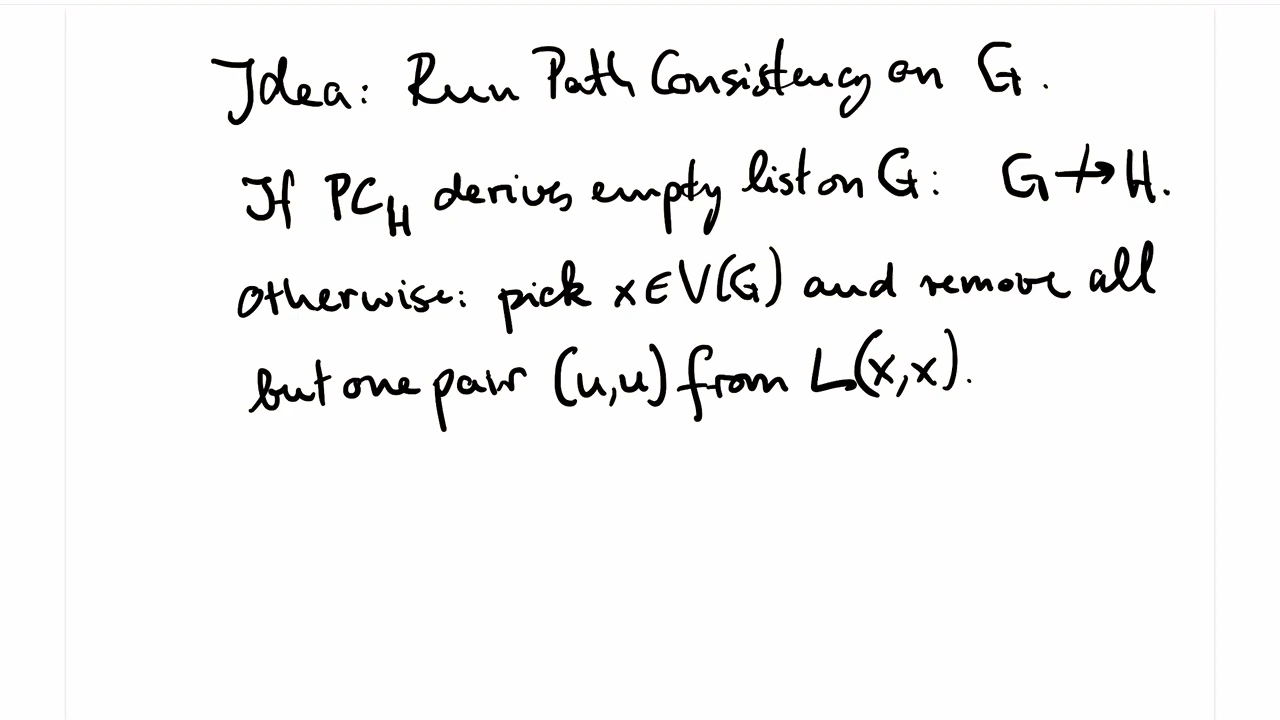 Idea: Run Path Consistency on G.
If PC_H derives empty list on G: G ↛ H.
otherwise: pick x ∈ V(G) and remove all
but one pair (u,u) from L(x,x).